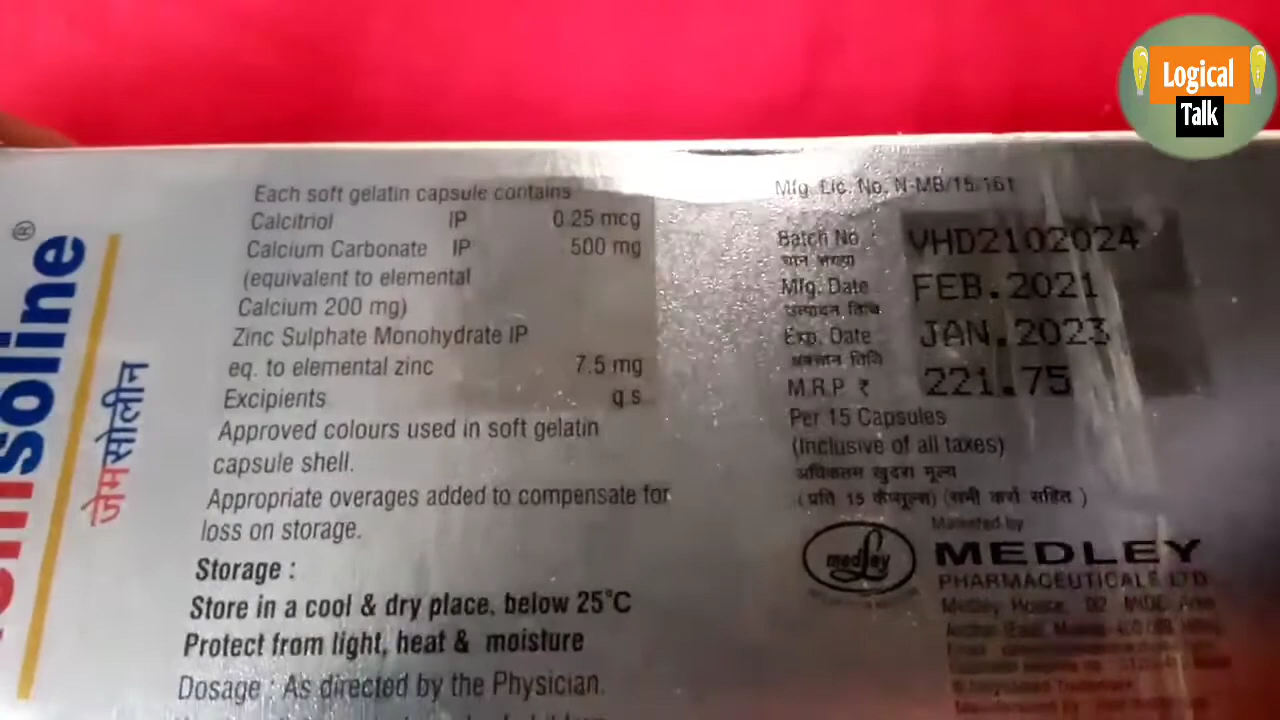 Logical
Talk
soline®
जेमसोलीन
Each soft gelatin capsule contains
Calcitriol IP 0.25 mcg
Calcium Carbonate IP 500 mg
(equivalent to elemental
Calcium 200 mg)
Zinc Sulphate Monohydrate IP
eq. to elemental zinc 7.5 mg
Excipients q.s
Approved colours used in soft gelatin
capsule shell.
Appropriate overages added to compensate for
loss on storage.
Storage :
Store in a cool & dry place, below 25°C
Protect from light, heat & moisture
Dosage : As directed by the Physician.
Mfg. Lic. No. N-MB/15/161
Batch No : VHD2102024
Mfg. Date FEB.2021
उत्पादन तिथि
Exp. Date JAN.2023
अवसान तिथि
M.R.P ₹ 221.75
Per 15 Capsules
(Inclusive of all taxes)
अधिकतम खुदरा मूल्य
(प्रति 15 कैप्सूल्स) (सभी करों सहित )
Marketed by
medley
MEDLEY
PHARMACEUTICALS LTD